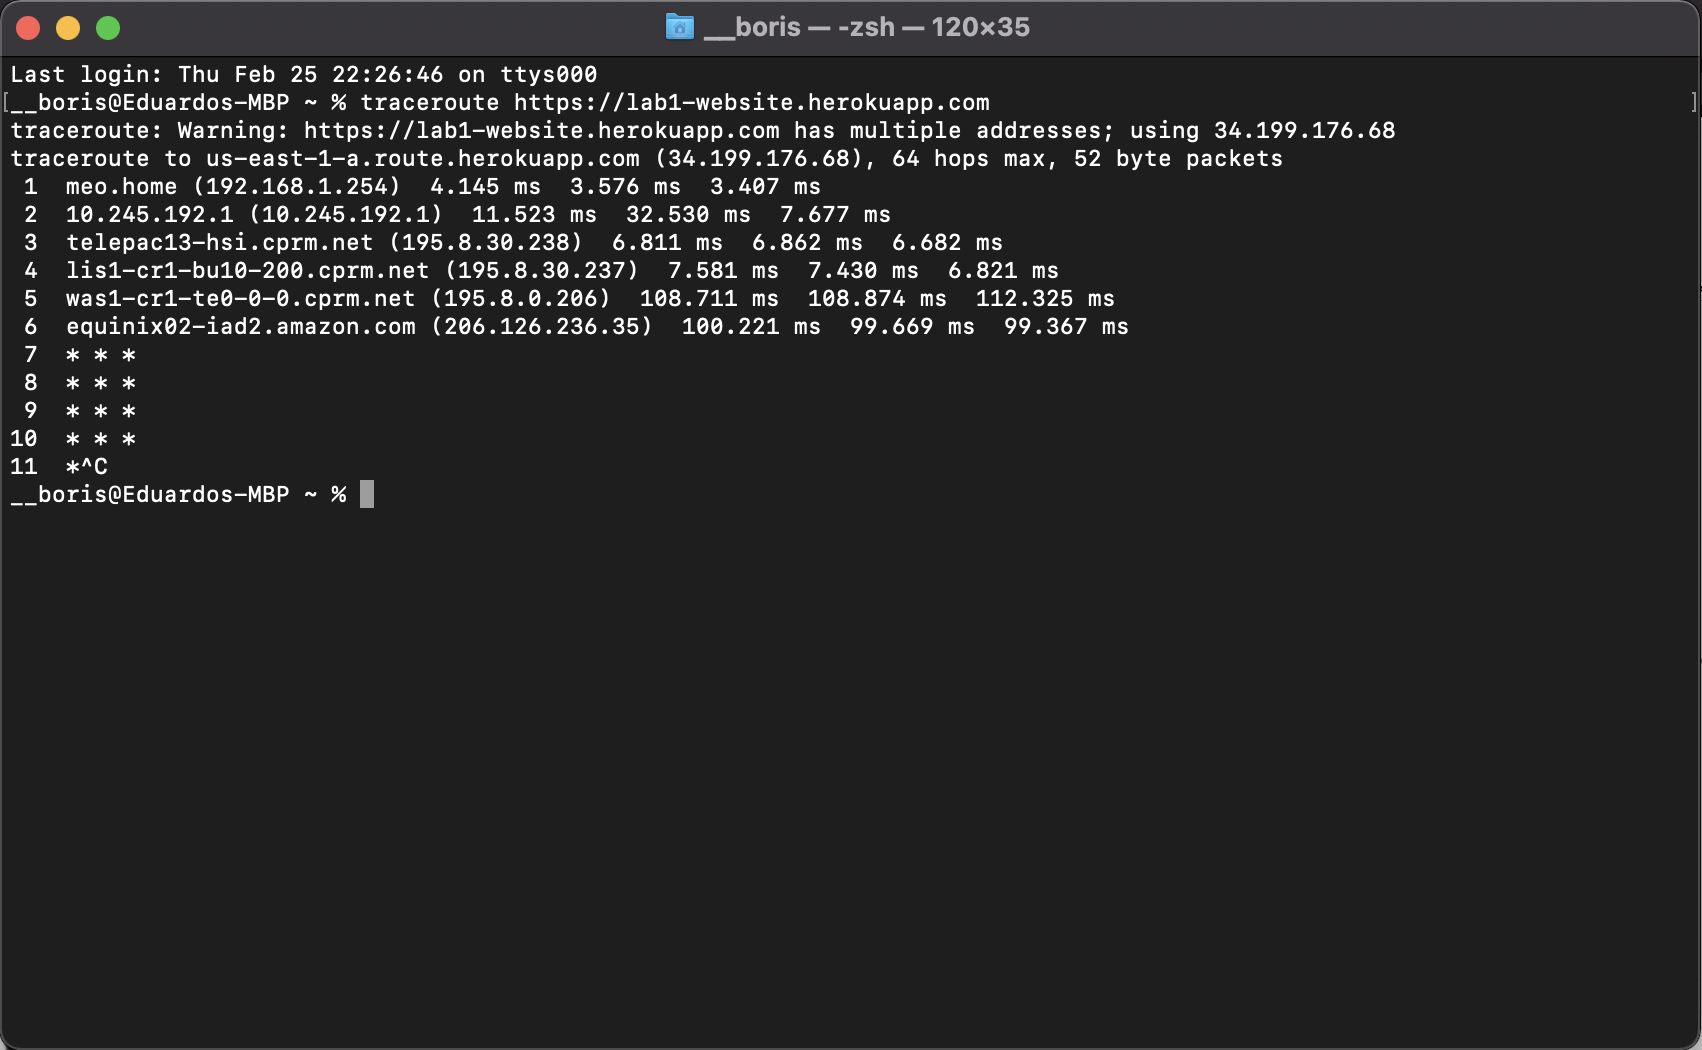 __boris — -zsh — 120×35
Last login: Thu Feb 25 22:26:46 on ttys000
[__boris@Eduardos-MBP ~ % traceroute https://lab1-website.herokuapp.com ]
traceroute: Warning: https://lab1-website.herokuapp.com has multiple addresses; using 34.199.176.68
traceroute to us-east-1-a.route.herokuapp.com (34.199.176.68), 64 hops max, 52 byte packets
 1  meo.home (192.168.1.254)  4.145 ms  3.576 ms  3.407 ms
 2  10.245.192.1 (10.245.192.1)  11.523 ms  32.530 ms  7.677 ms
 3  telepac13-hsi.cprm.net (195.8.30.238)  6.811 ms  6.862 ms  6.682 ms
 4  lis1-cr1-bu10-200.cprm.net (195.8.30.237)  7.581 ms  7.430 ms  6.821 ms
 5  was1-cr1-te0-0-0.cprm.net (195.8.0.206)  108.711 ms  108.874 ms  112.325 ms
 6  equinix02-iad2.amazon.com (206.126.236.35)  100.221 ms  99.669 ms  99.367 ms
 7  * * *
 8  * * *
 9  * * *
10  * * *
11  *^C
__boris@Eduardos-MBP ~ %